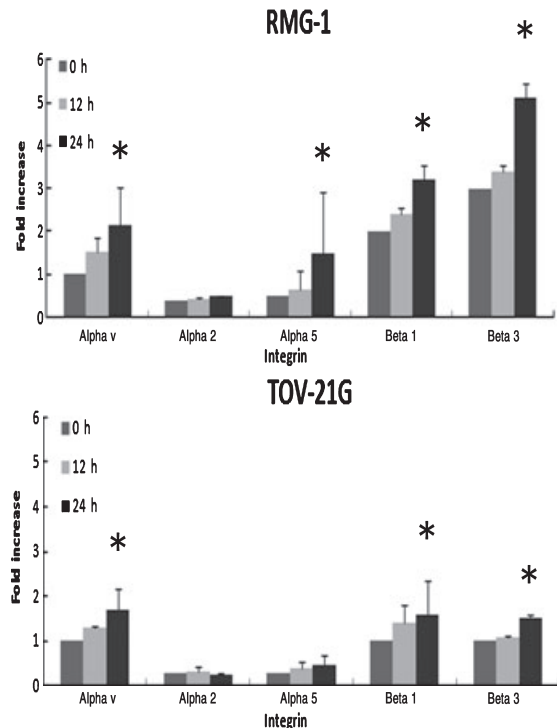 RMG-1
*
6
0 h
5
12 h
4
24 h
*
*
*
3
Fold increase
2
1
0
Alpha v Alpha 2 Alpha 5 Beta 1 Beta 3
Integrin
TOV-21G
6
0 h
5
12 h
4
24 h
*
*
*
3
Fold increase
2
1
0
Alpha v Alpha 2 Alpha 5 Beta 1 Beta 3
Integrin